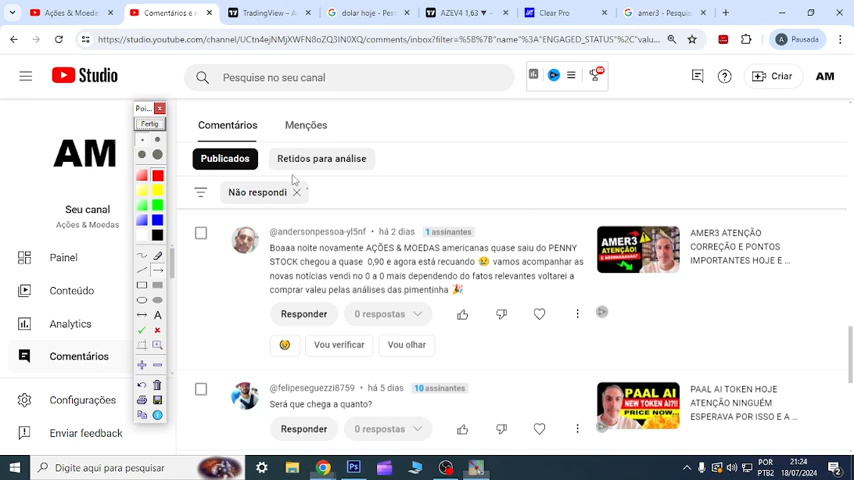 Ações & Moedas
Comentários e
TradingView –
dolar hoje - Pes
AZEV4 1,63 ▼ -
Clear Pro
amer3 - Pesquis
https://studio.youtube.com/channel/UCtn4ejNMjXWFN8oZQ3IN0XQ/comments/inbox?filter=%5B%7B"name"%3A"ENGAGED_STATUS"%2C"valu...
A Pausada
Studio
Pesquise no seu canal
Criar
AM
Poi...
Fertig
Comentários
Menções
Publicados
Retidos para análise
Não respondi
AM
Seu canal
Ações & Moedas
Painel
Conteúdo
Analytics
Comentários
Configurações
Enviar feedback
@andersonpessoa-yl5nf • há 2 dias 1 assinantes
Boaaa noite novamente AÇÕES & MOEDAS americanas quase saiu do PENNY
STOCK chegou a quase 0,90 e agora está recuando 😢 vamos acompanhar as
novas notícias vendi no 0 a 0 mais dependendo do fatos relevantes voltarei a
comprar valeu pelas análises das pimentinha 🎉
Responder
0 respostas
Vou verificar
Vou olhar
AMER3
ATENÇÃO!
AMER3 ATENÇÃO
CORREÇÃO E PONTOS
IMPORTANTES HOJE E ...
@felipeseguezzi8759 • há 5 dias 10 assinantes
Será que chega a quanto?
Responder
0 respostas
PAAL AI
NEW TOKEN AI?!
PRICE NOW...
PAAL AI TOKEN HOJE
ATENÇÃO NINGUÉM
ESPERAVA POR ISSO E A ...
Digite aqui para pesquisar
POR
PTB2
21:24
18/07/2024
2